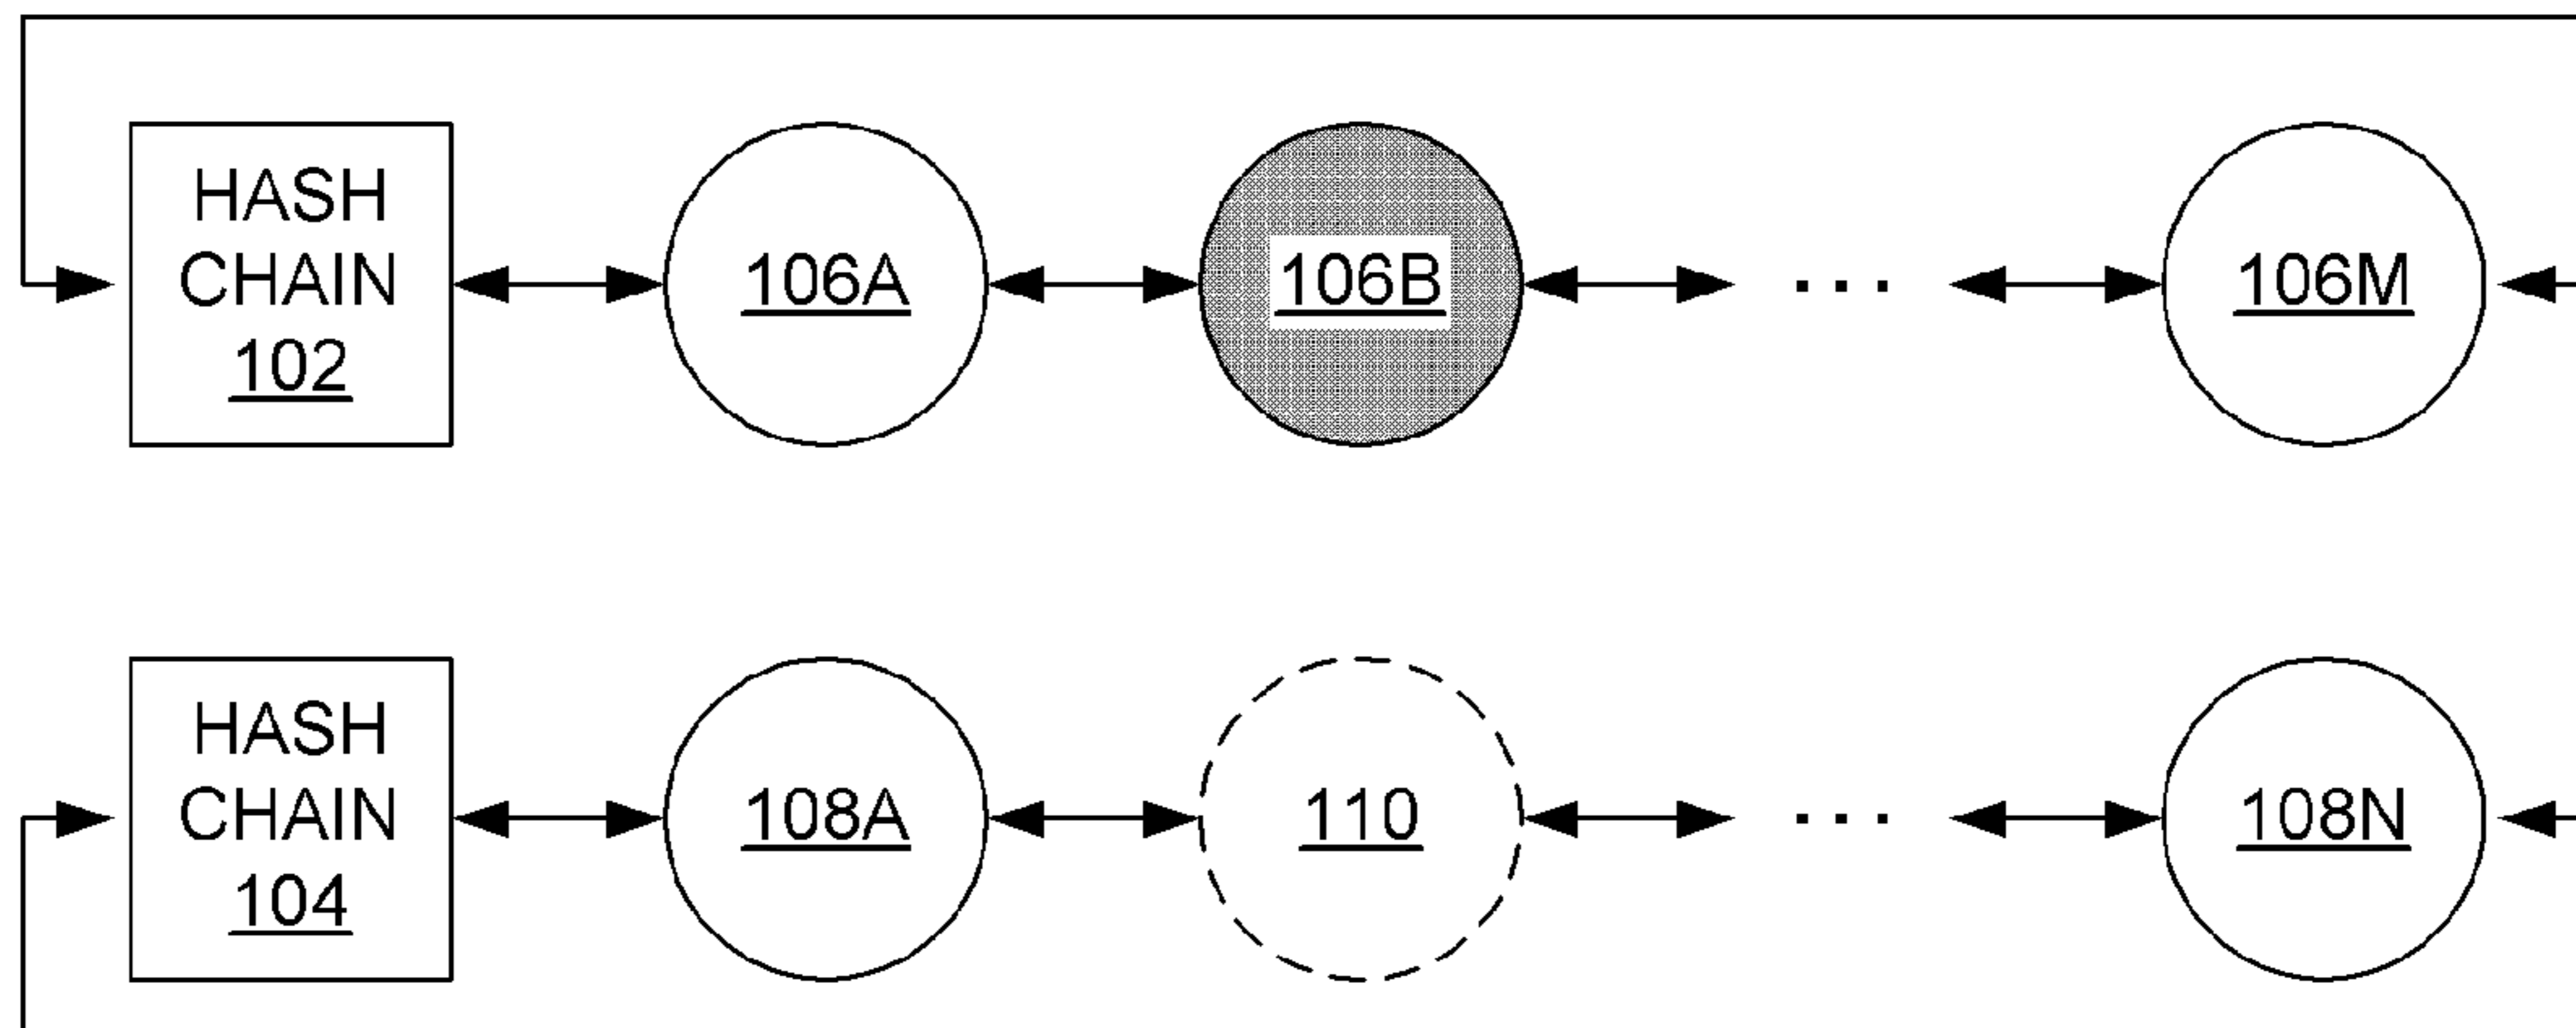 HASH
CHAIN
102
106A
106B
. . .
106M
HASH
CHAIN
104
108A
110
. . .
108N